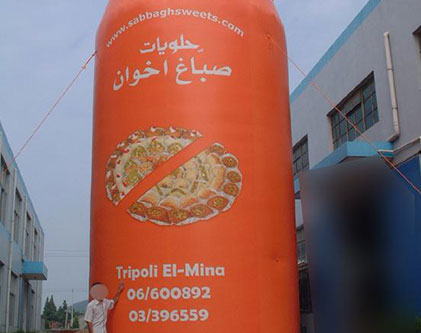 www.sabbaghsweets.com
حلويات
صباغ اخوان
Tripoli El-Mina
06/600892
03/396559